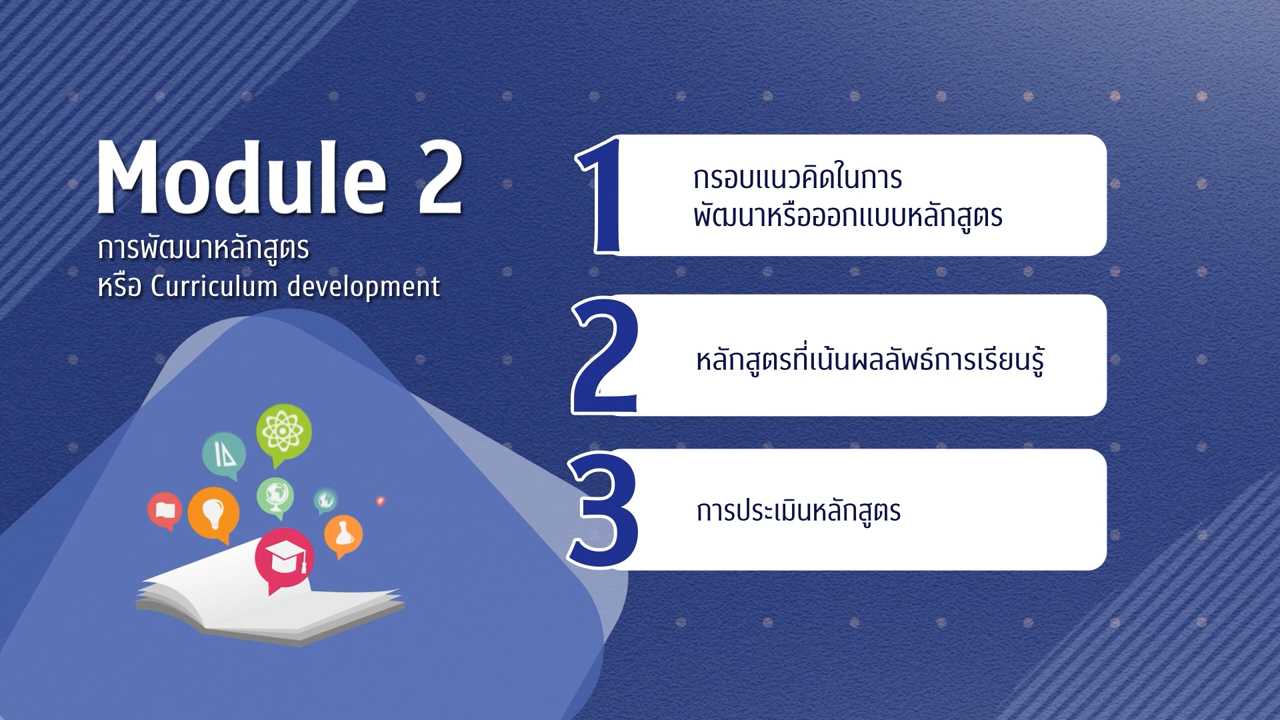 Module 2
การพัฒนาหลักสูตร
หรือ Curriculum development
1
กรอบแนวคิดในการ
พัฒนาหรือออกแบบหลักสูตร
2
หลักสูตรที่เน้นผลลัพธ์การเรียนรู้
3
การประเมินหลักสูตร